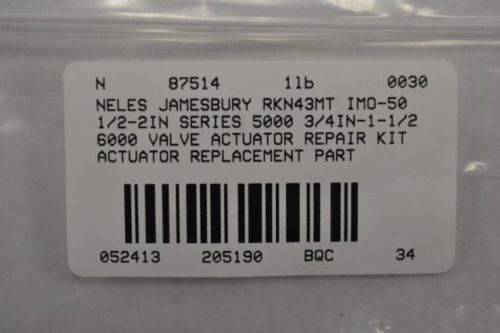 N 87514 1lb 0030
NELES JAMESBURY RKN43MT IMO-50
1/2-2IN SERIES 5000 3/4IN-1-1/2
6000 VALVE ACTUATOR REPAIR KIT
ACTUATOR REPLACEMENT PART
052413 205190 BQC 34